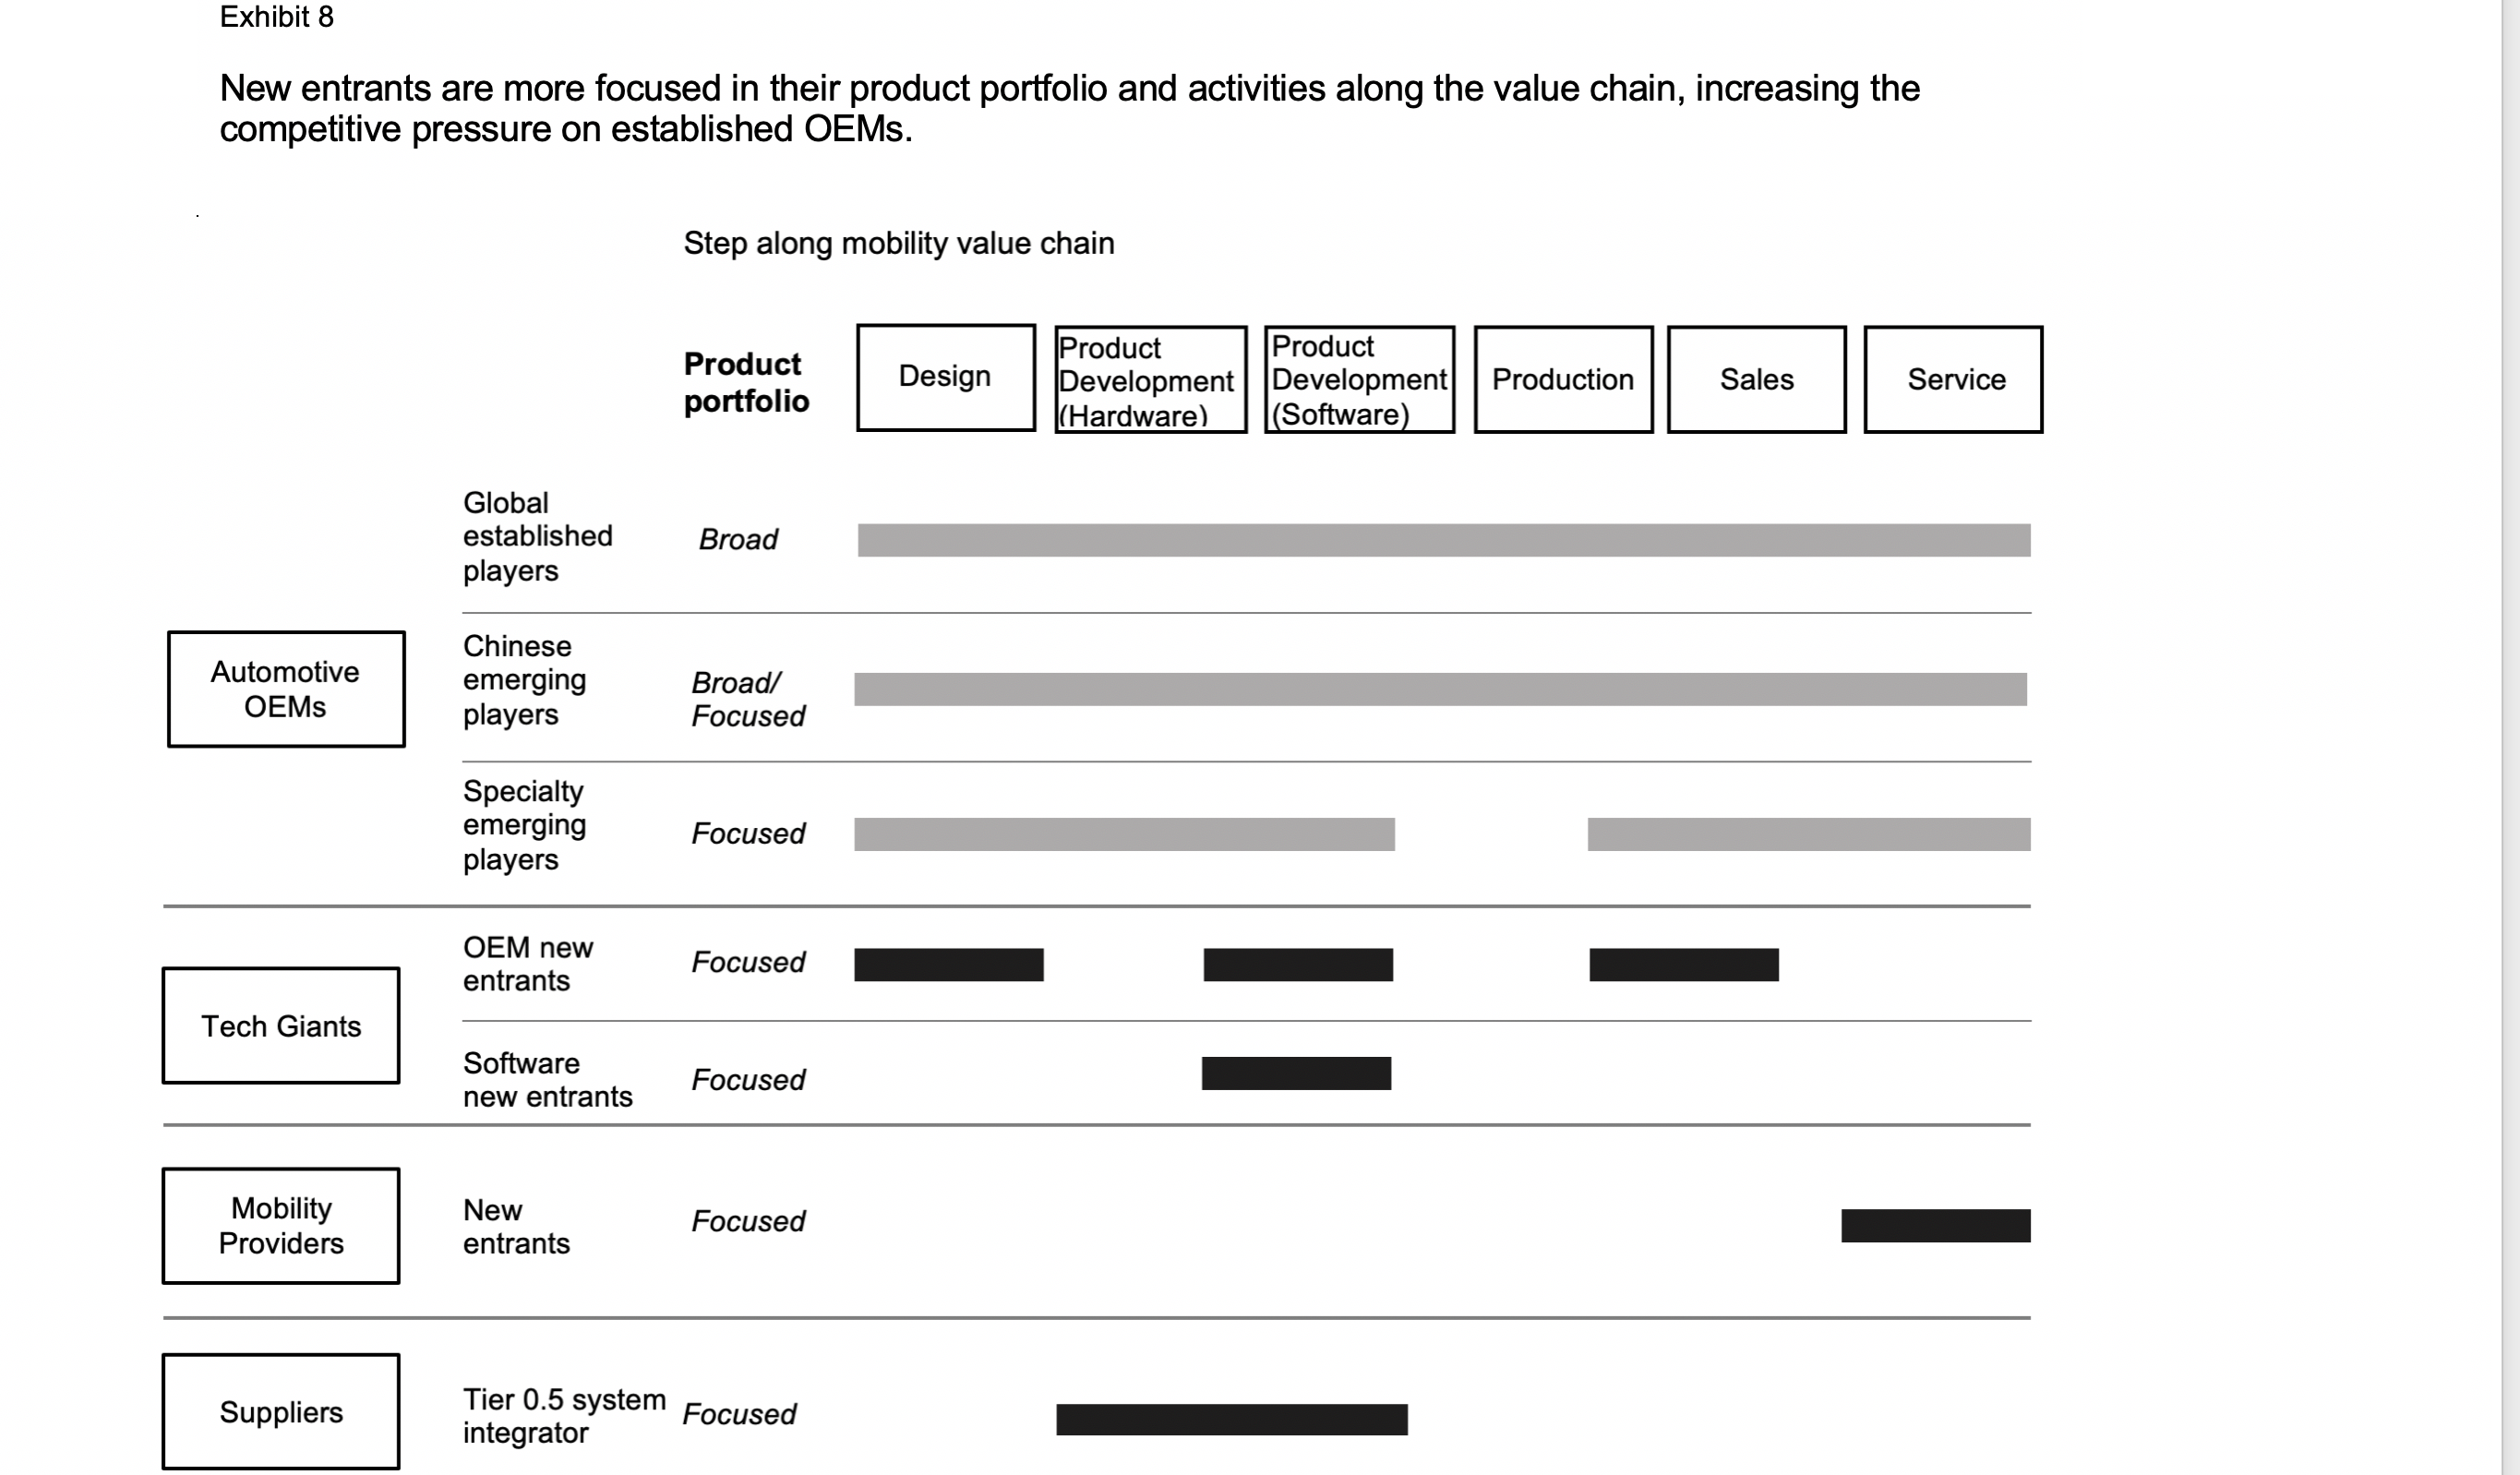 Exhibit 8
New entrants are more focused in their product portfolio and activities along the value chain, increasing the
competitive pressure on established OEMs.
Step along mobility value chain
Product
portfolio
Design
Product
Development
(Hardware)
Product
Development
(Software)
Production
Sales
Service
Automotive
OEMs
Global
established
players
Broad
Chinese
emerging
players
Broad/
Focused
Specialty
emerging
players
Focused
Tech Giants
OEM new
entrants
Focused
Software
new entrants
Focused
Mobility
Providers
New
entrants
Focused
Suppliers
Tier 0.5 system
integrator
Focused